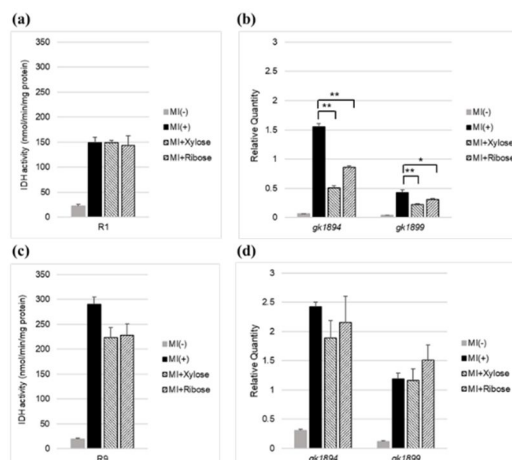 (a)
IDH activity (nmol/min/mg protein)
350
300
250
200
150
100
50
0
R1
MI(-)
MI(+)
MI+Xylose
MI+Ribose
(b)
Relative Quantity
3
2.5
2
1.5
1
0.5
0
**
**
*
**
gk1894
gk1899
MI(-)
MI(+)
MI+Xylose
MI+Ribose
(c)
IDH activity (nmol/min/mg protein)
350
300
250
200
150
100
50
0
R9
MI(-)
MI(+)
MI+Xylose
MI+Ribose
(d)
Relative Quantity
3
2.5
2
1.5
1
0.5
0
gk1894
gk1899
MI(-)
MI(+)
MI+Xylose
MI+Ribose